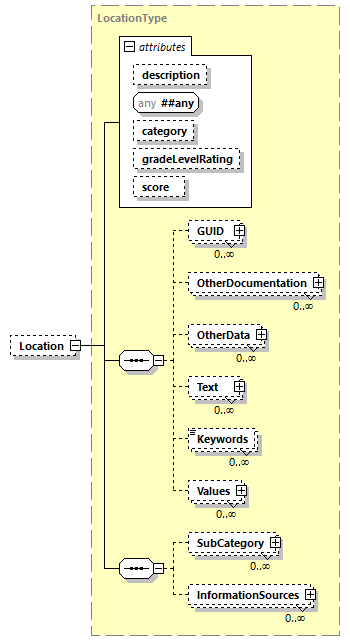 LocationType
attributes
description
any ##any
category
gradeLevelRating
score
GUID
0..∞
OtherDocumentation
0..∞
OtherData
0..∞
Location
Text
0..∞
Keywords
0..∞
Values
0..∞
SubCategory
0..∞
InformationSources
0..∞